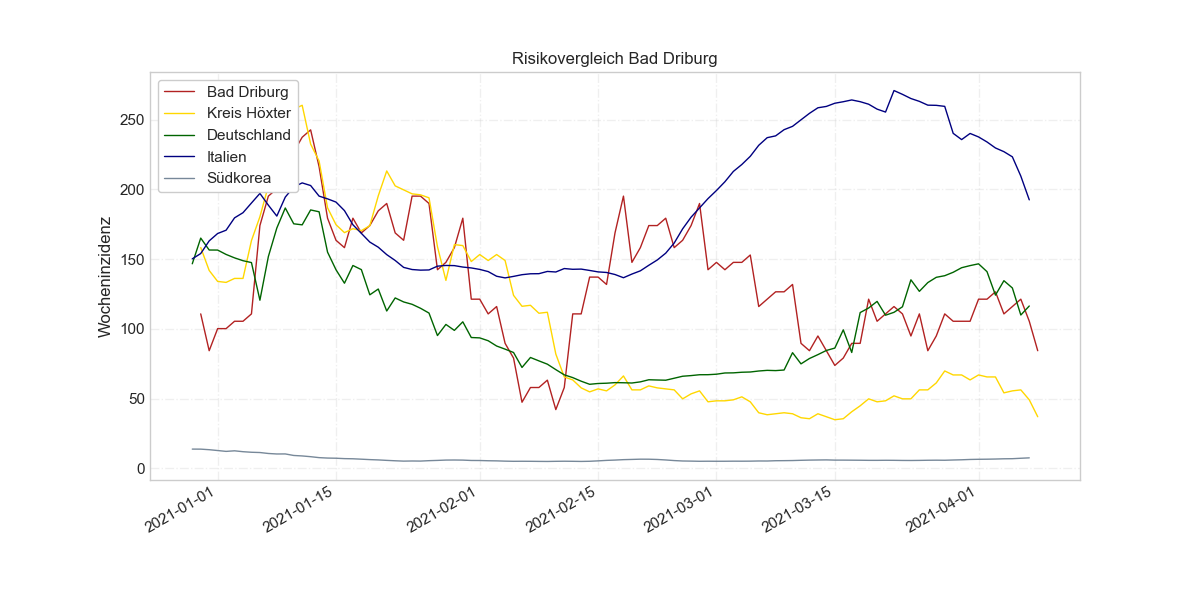 Risikovergleich Bad Driburg
Wocheninzidenz
250
200
150
100
50
0
Bad Driburg
Kreis Höxter
Deutschland
Italien
Südkorea
2021-01-01
2021-01-15
2021-02-01
2021-02-15
2021-03-01
2021-03-15
2021-04-01